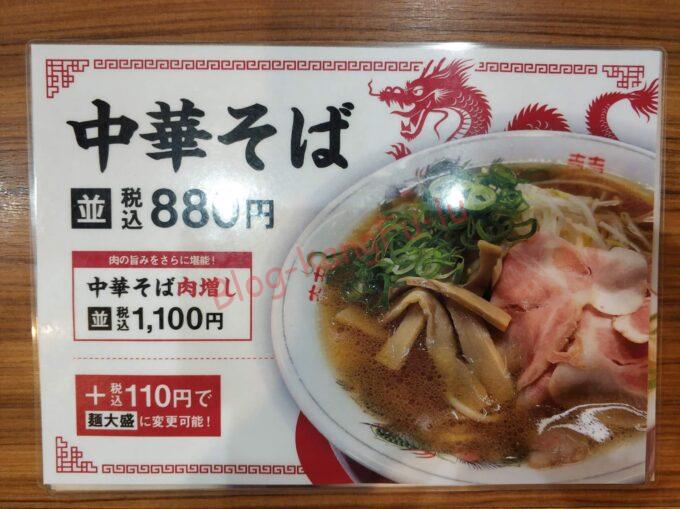 中華そば
並 税込 880円
肉の旨みをさらに堪能！
中華そば肉増し
並 税込 1,100円
＋税込110円で
麺大盛に変更可能！